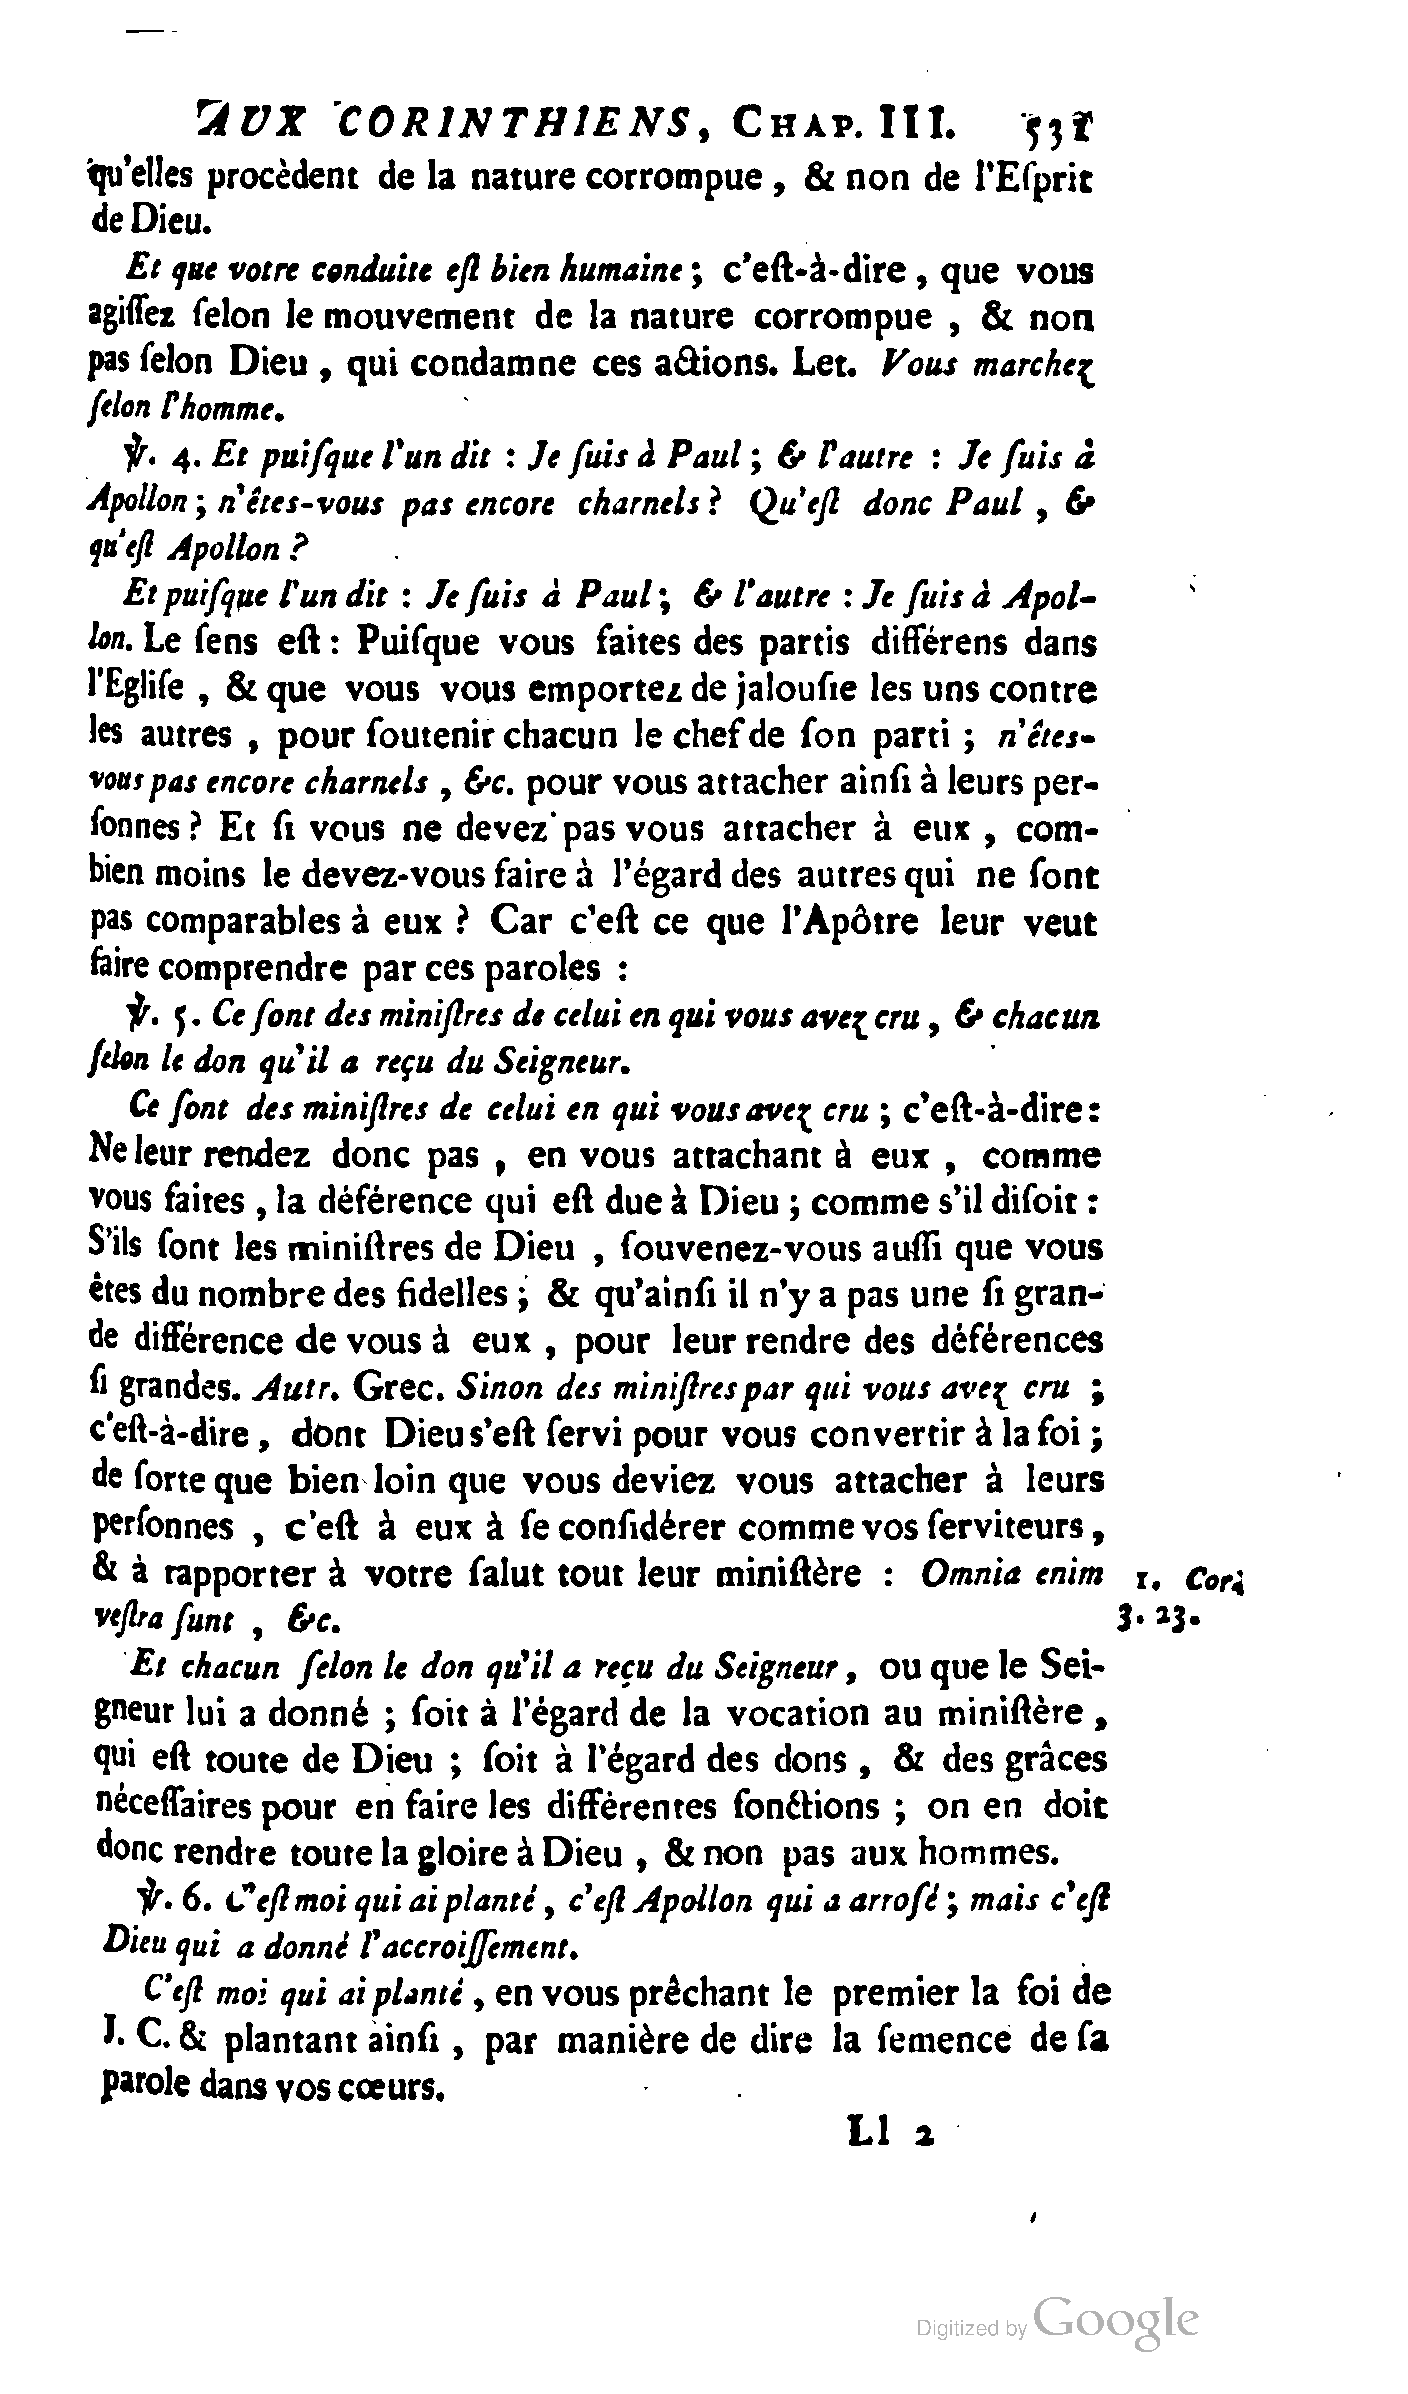 AUX CORINTHIENS, CHAP. III. 531
qu'elles procèdent de la nature corrompue, & non de l'Eſprit
de Dieu.
Et que votre conduite eſt bien humaine; c'eſt-à-dire, que vous
agiſſez ſelon le mouvement de la nature corrompue, & non
pas ſelon Dieu, qui condamne ces actions. Let. Vous marchez
ſelon l'homme.
℣. 4. Et puiſque l'un dit : Je ſuis à Paul; & l'autre : Je ſuis à
Apollon; n'êtes-vous pas encore charnels ? Qu'eſt donc Paul, &
qu'eſt Apollon ?
Et puiſque l'un dit : Je ſuis à Paul; & l'autre : Je ſuis à Apol-
lon. Le ſens eſt : Puiſque vous faites des partis différens dans
l'Egliſe, & que vous vous emportez de jalouſie les uns contre
les autres, pour ſoutenir chacun le chef de ſon parti ; n'êtes-
vous pas encore charnels, &c. pour vous attacher ainſi à leurs per-
ſonnes ? Et ſi vous ne devez pas vous attacher à eux, com-
bien moins le devez-vous faire à l'égard des autres qui ne ſont
pas comparables à eux ? Car c'eſt ce que l'Apôtre leur veut
faire comprendre par ces paroles :
℣. 5. Ce ſont des miniſtres de celui en qui vous avez cru, & chacun
ſelon le don qu'il a reçu du Seigneur.
Ce ſont des miniſtres de celui en qui vous avez cru ; c'eſt-à-dire :
Ne leur rendez donc pas, en vous attachant à eux, comme
vous faites, la déférence qui eſt due à Dieu ; comme s'il diſoit :
S'ils ſont les miniſtres de Dieu, ſouvenez-vous auſſi que vous
êtes du nombre des fidelles ; & qu'ainſi il n'y a pas une ſi gran-
de différence de vous à eux, pour leur rendre des déférences
ſi grandes. Autr. Grec. Sinon des miniſtres par qui vous avez cru ;
c'eſt-à-dire, dont Dieu s'eſt ſervi pour vous convertir à la foi ;
de ſorte que bien loin que vous deviez vous attacher à leurs
perſonnes, c'eſt à eux à ſe conſidérer comme vos ſerviteurs,
& à rapporter à votre ſalut tout leur miniſtère : Omnia enim
veſtra ſunt, &c.
1. Cor.
3. 23.
Et chacun ſelon le don qu'il a reçu du Seigneur, ou que le Sei-
gneur lui a donné ; ſoit à l'égard de la vocation au miniſtère,
qui eſt toute de Dieu ; ſoit à l'égard des dons, & des grâces
néceſſaires pour en faire les différentes fonctions ; on en doit
donc rendre toute la gloire à Dieu, & non pas aux hommes.
℣. 6. C'eſt moi qui ai planté, c'eſt Apollon qui a arroſé ; mais c'eſt
Dieu qui a donné l'accroiſſement.
C'eſt moi qui ai planté, en vous prêchant le premier la foi de
J. C. & plantant ainſi, par manière de dire la ſemence de ſa
parole dans vos cœurs.
Ll 2
Digitized by Google